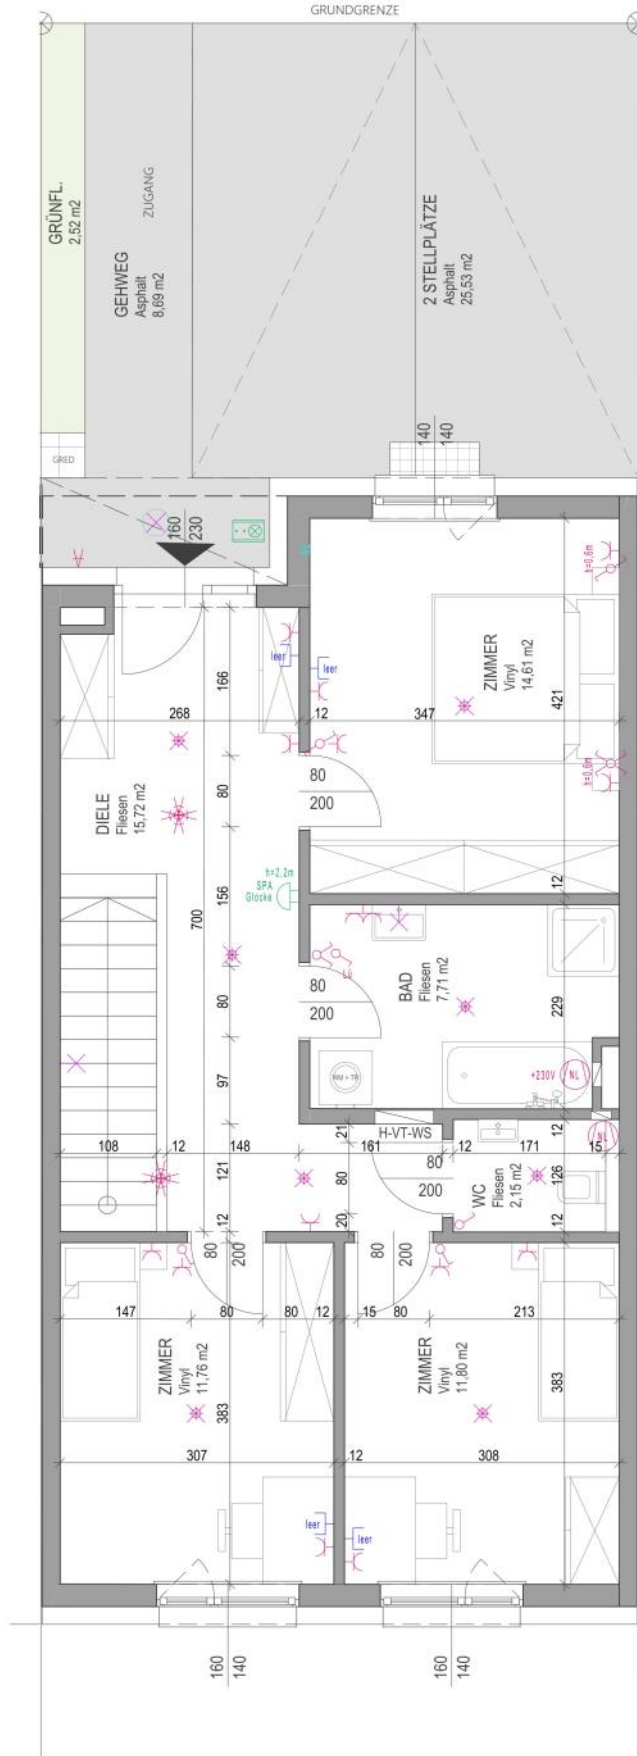 GRUNDGRENZE
GRÜNFL.
2,52 m2
GEHWEG
Asphalt
8,69 m2
ZUGANG
2 STELLPLÄTZE
Asphalt
25,53 m2
GRED
140
140
160
230
h=0,6m
leer
leer
166
ZIMMER
Vinyl
14,61 m2
421
268
12
347
h=0,6m
80
80
200
DIELE
Fliesen
15,72 m2
h=2,2m
SPA
Glocke
156
700
12
BAD
Fliesen
7,71 m2
Lü
80
80
200
229
97
WM + TR
+230V
NL
H-VT-WS
21
12
NL
108
12
148
161
12
171
15
121
80
80
200
WC
Fliesen
2,15 m2
126
12
20
12
80
200
80
200
147
80
80
12
15
80
213
ZIMMER
Vinyl
11,76 m2
383
ZIMMER
Vinyl
11,80 m2
383
307
12
308
leer
leer
160
140
160
140